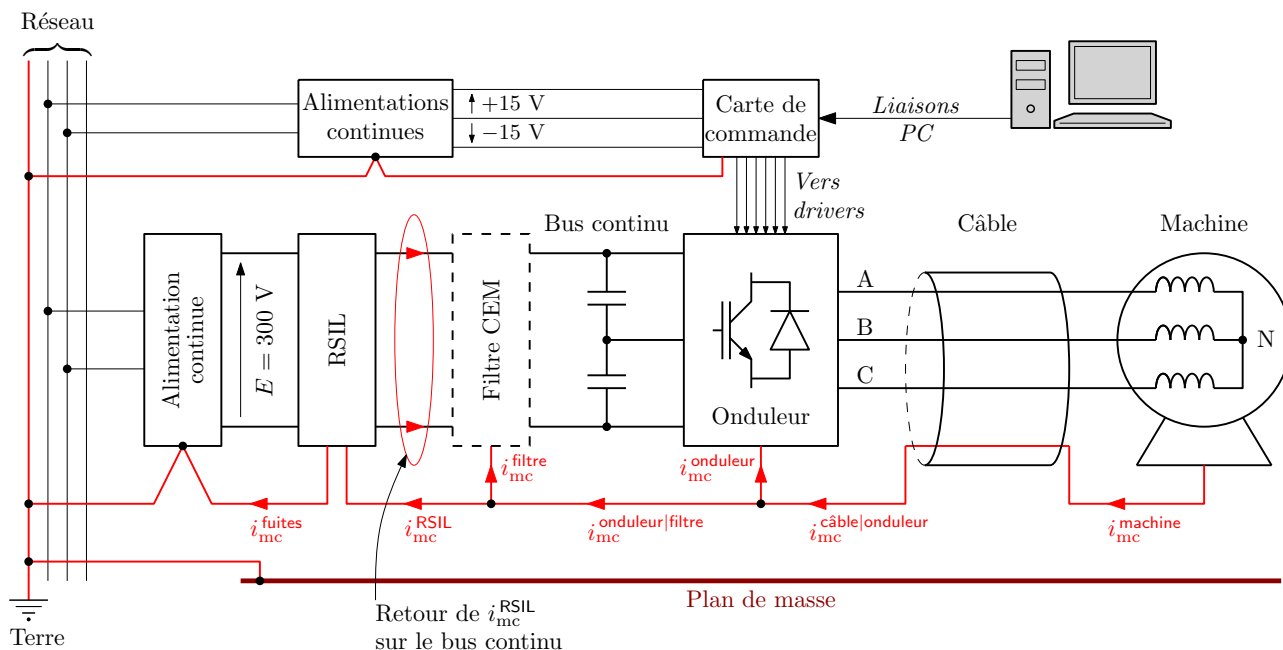 Réseau
Alimentations
continues
+15 V
−15 V
Carte de
commande
Liaisons
PC
Vers
drivers
Alimentation
continue
E = 300 V
RSIL
Filtre CEM
Bus continu
Onduleur
A
B
C
Câble
Machine
N
i_mc^fuites
i_mc^RSIL
i_mc^filtre
i_mc^onduleur|filtre
i_mc^onduleur
i_mc^câble|onduleur
i_mc^machine
Plan de masse
Terre
Retour de i_mc^RSIL
sur le bus continu